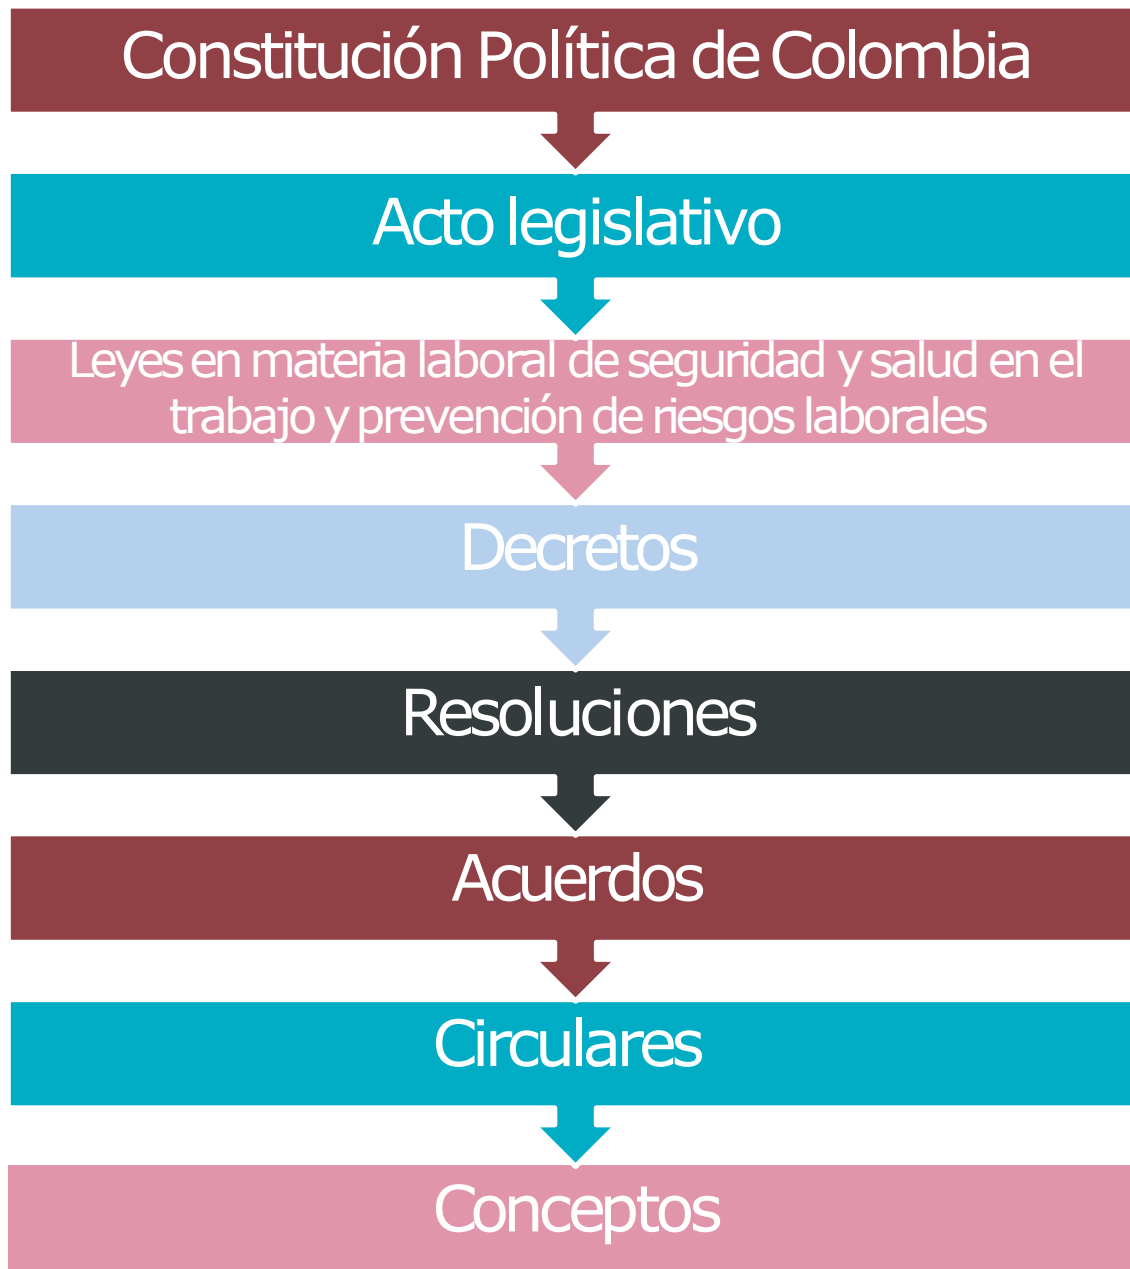 Constitución Política de Colombia
Acto legislativo
Leyes en materia laboral de seguridad y salud en el
trabajo y prevención de riesgos laborales
Decretos
Resoluciones
Acuerdos
Circulares
Conceptos